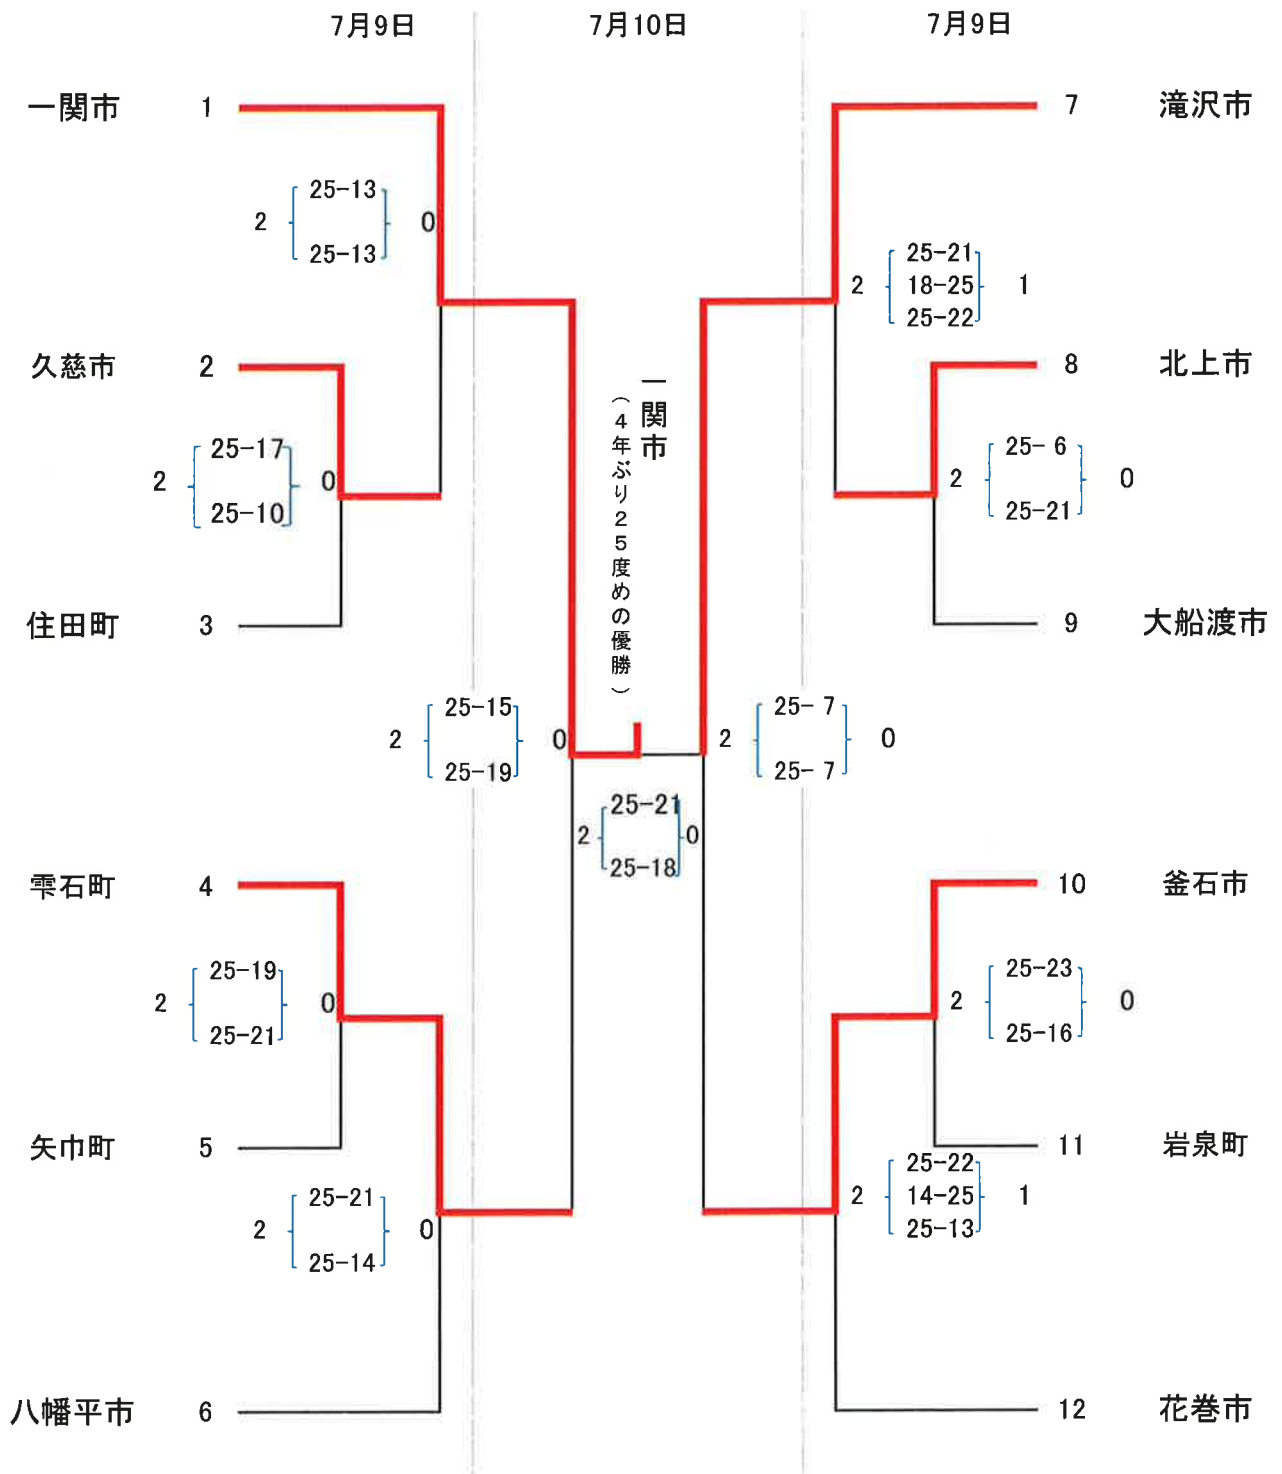 7月9日 7月10日 7月9日
一関市 1 7 滝沢市
25-13
2 0
25-13
25-21
2 18-25 1
25-22
久慈市 2 8 北上市
一関市
（4年ぶり25度めの優勝）
25-17
2 0
25-10
25- 6
2 0
25-21
住田町 3 9 大船渡市
25-15
2 0
25-19
25- 7
2 0
25- 7
25-21
2 0
25-18
雫石町 4 10 釜石市
25-19
2 0
25-21
25-23
2 0
25-16
矢巾町 5 11 岩泉町
25-21
2 0
25-14
25-22
2 14-25 1
25-13
八幡平市 6 12 花巻市